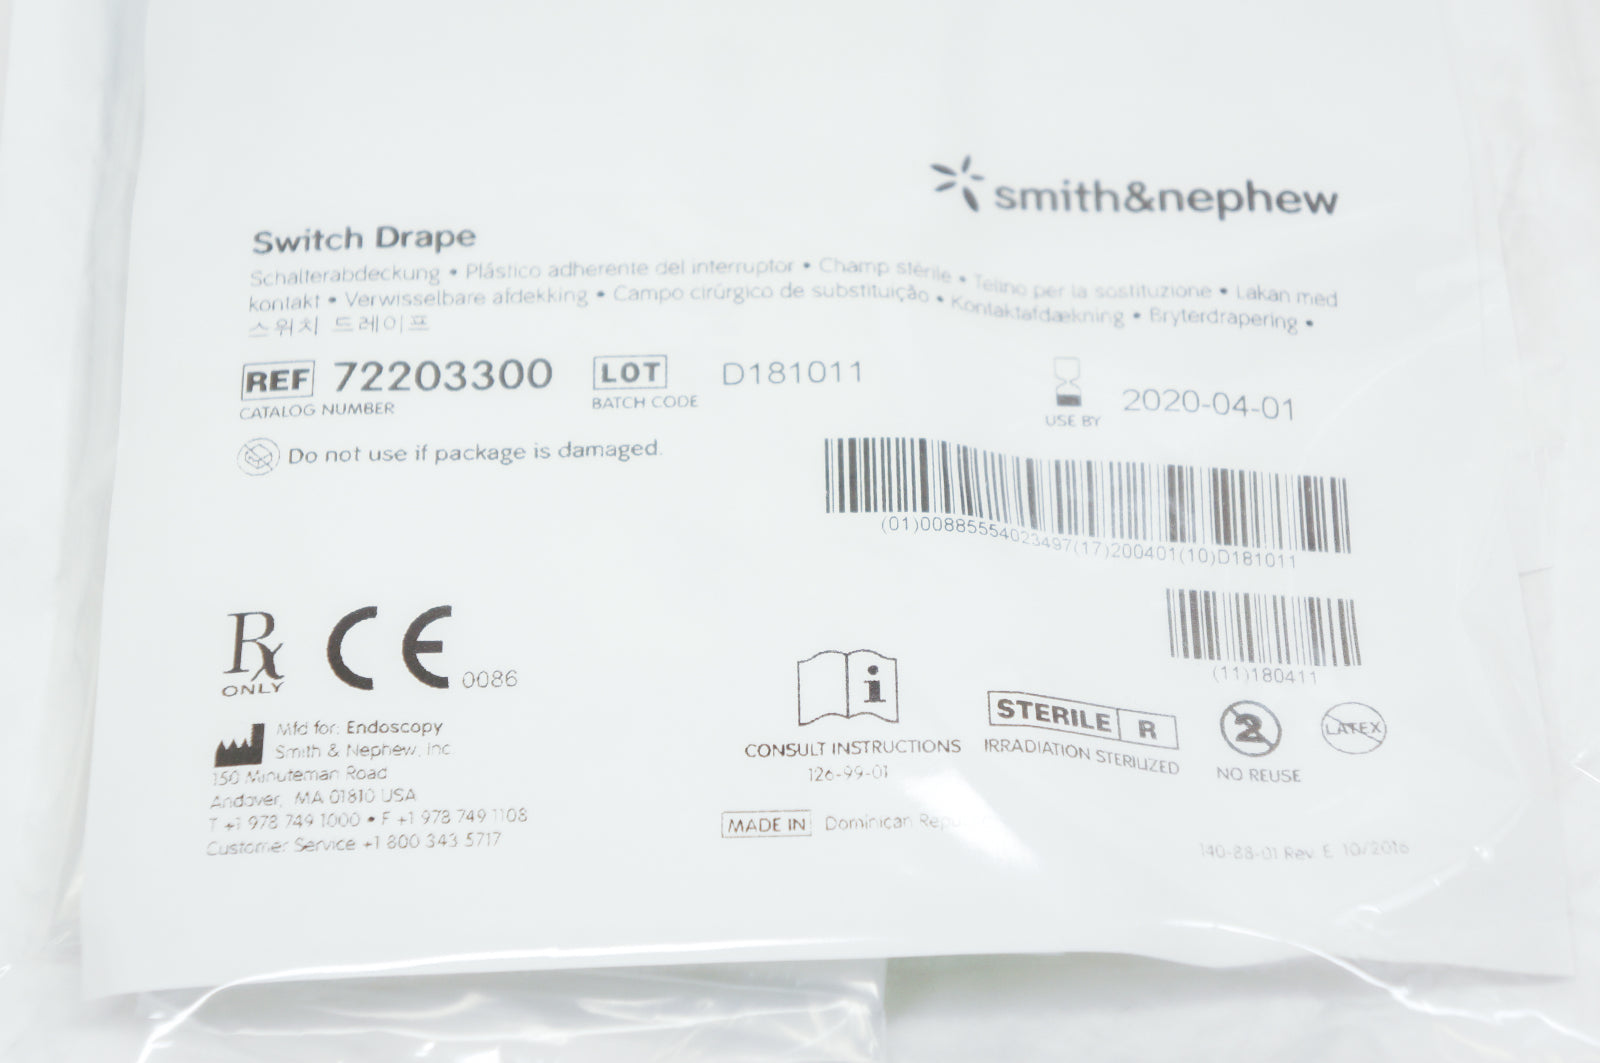 smith&nephew
Switch Drape
Schalterabdeckung • Plástico adherente del interruptor • Champ stérile • Telino per la sostituzione • Lakan med
kontakt • Verwisselbare afdekking • Campo cirúrgico de substituição • Kontaktafdækning • Bryterdrapering •
스위치 드레이프
REF 72203300 LOT D181011 2020-04-01
CATALOG NUMBER BATCH CODE USE BY
Do not use if package is damaged.
(01)00885554023497(17)200401(10)D181011
(11)180411
Rx ONLY CE 0086
Mfd for: Endoscopy
Smith & Nephew, Inc
150 Minuteman Road
Andover, MA 01810 USA
T +1 978 749 1000 • F +1 978 749 1108
Customer Service +1 800 343 5717
i
CONSULT INSTRUCTIONS
126-99-01
STERILE R
IRRADIATION STERILIZED
2
NO REUSE
LATEX
MADE IN Dominican
140-88-01 Rev. E 10/2016